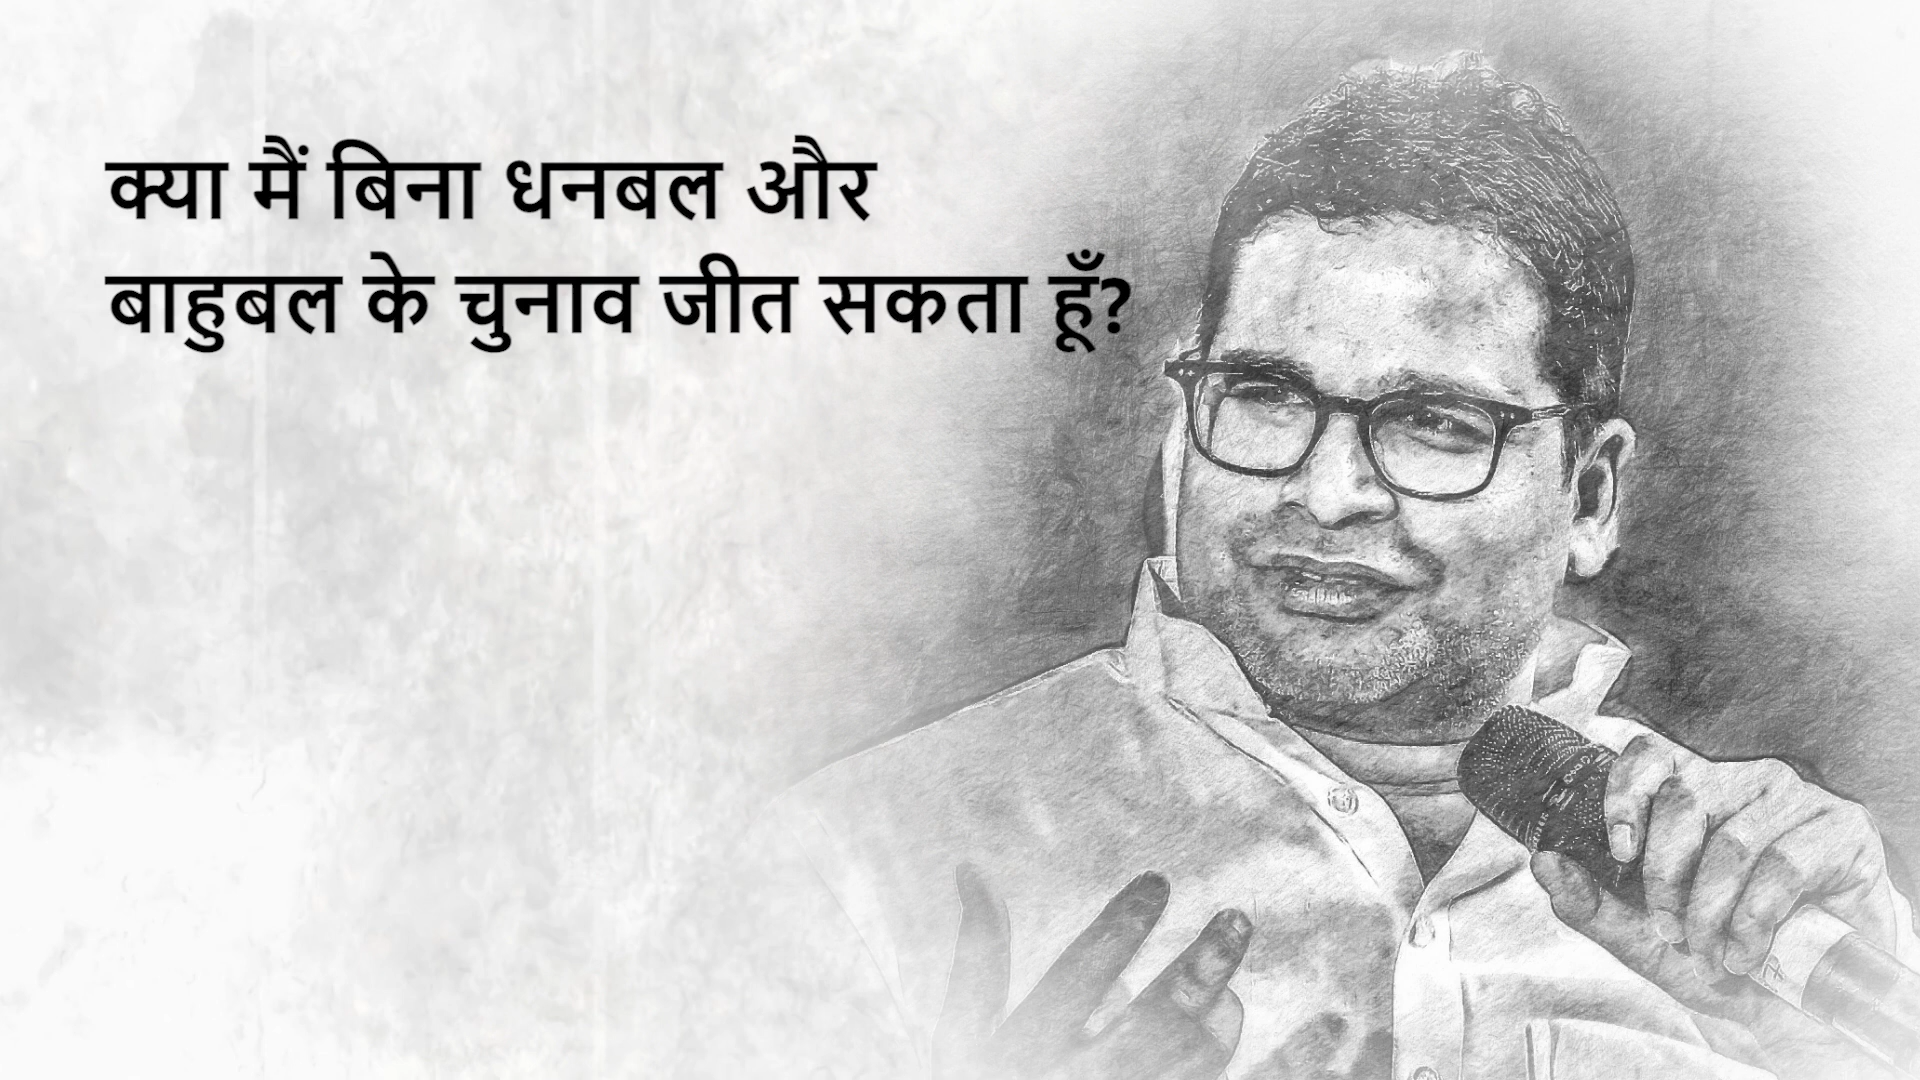 क्या मैं बिना धनबल और
बाहुबल के चुनाव जीत सकता हूँ?